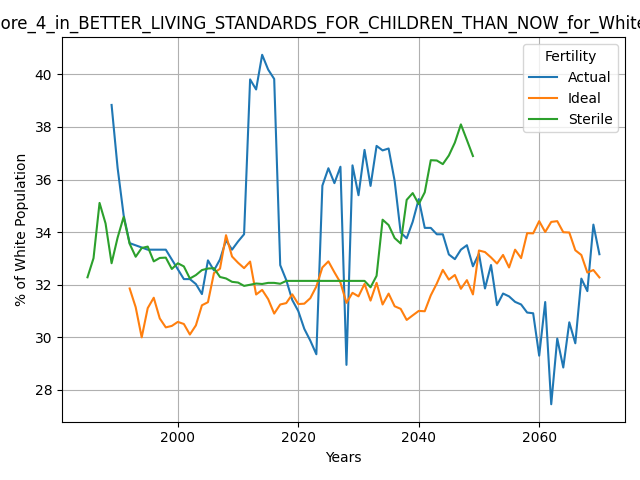 ore_4_in_BETTER_LIVING_STANDARDS_FOR_CHILDREN_THAN_NOW_for_White
Fertility
Actual
Ideal
Sterile
% of White Population
40
38
36
34
32
30
28
2000
2020
2040
2060
Years